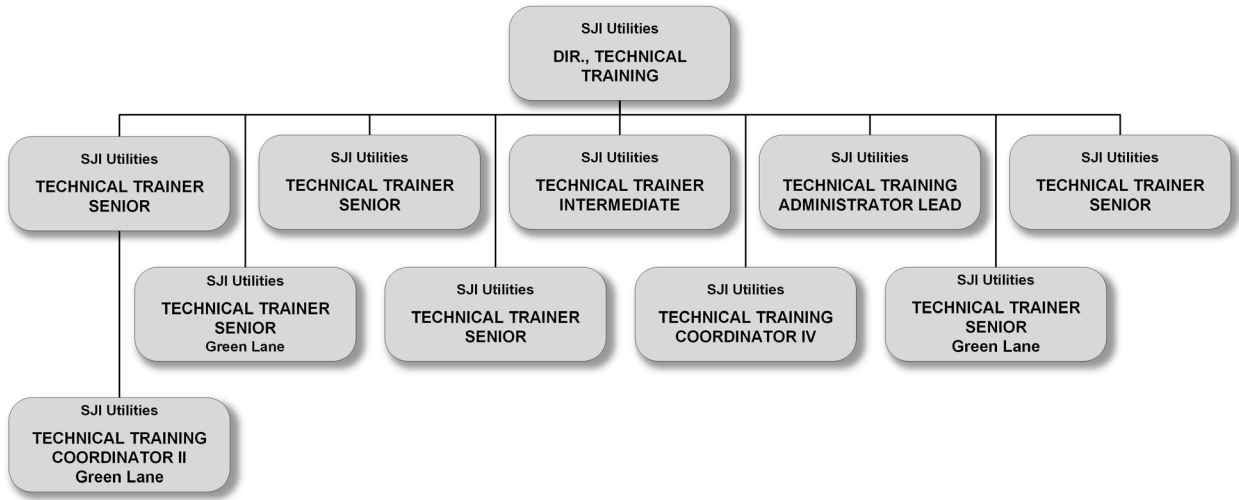 SJI Utilities
DIR., TECHNICAL
TRAINING
SJI Utilities
TECHNICAL TRAINER
SENIOR
SJI Utilities
TECHNICAL TRAINER
SENIOR
SJI Utilities
TECHNICAL TRAINER
INTERMEDIATE
SJI Utilities
TECHNICAL TRAINING
ADMINISTRATOR LEAD
SJI Utilities
TECHNICAL TRAINER
SENIOR
SJI Utilities
TECHNICAL TRAINER
SENIOR
Green Lane
SJI Utilities
TECHNICAL TRAINER
SENIOR
SJI Utilities
TECHNICAL TRAINING
COORDINATOR IV
SJI Utilities
TECHNICAL TRAINER
SENIOR
Green Lane
SJI Utilities
TECHNICAL TRAINING
COORDINATOR II
Green Lane